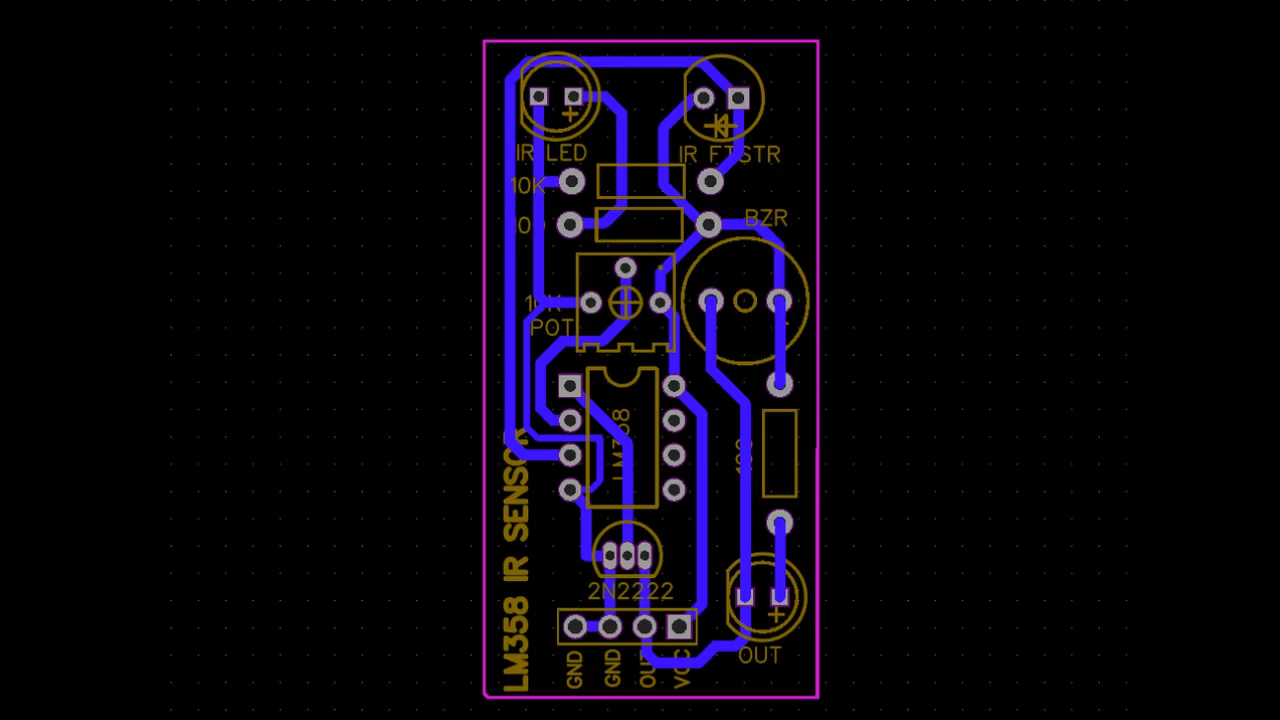 IR LED
IR FTSTR
10K
BZR
10K
POT
LM358
2N2222
GND
GND
OUT
VCC
OUT
LM358 IR SENSOR